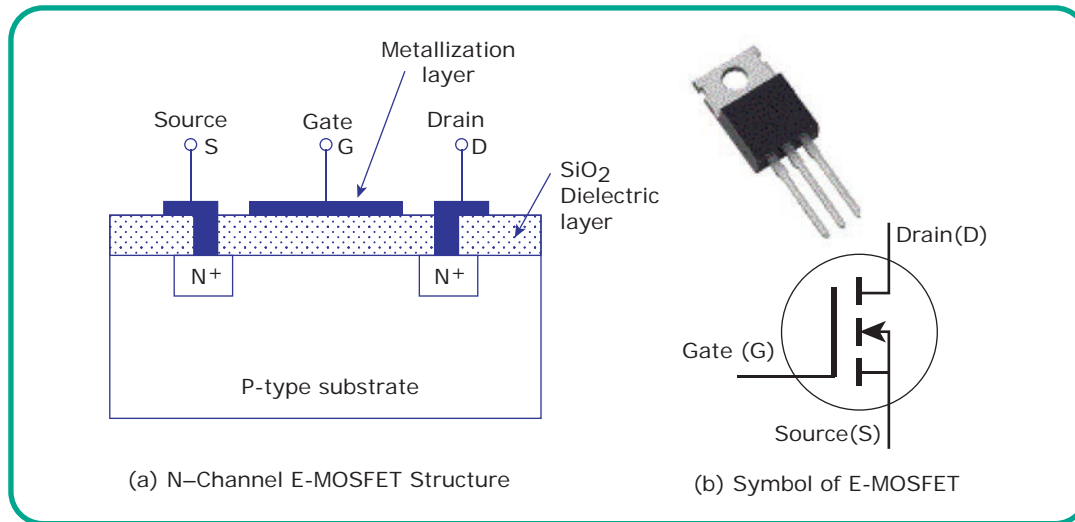 Metallization
layer
Source
S
Gate
G
Drain
D
SiO2
Dielectric
layer
N+
N+
P-type substrate
(a) N–Channel E-MOSFET Structure
Drain(D)
Gate (G)
Source(S)
(b) Symbol of E-MOSFET